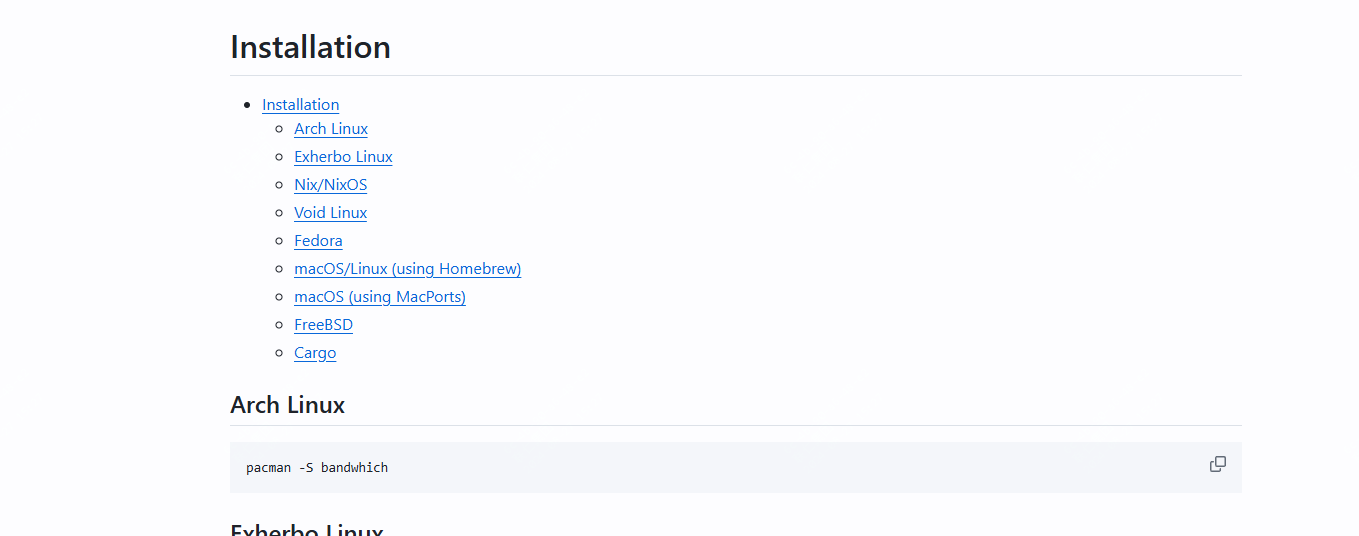 Installation
Installation
Arch Linux
Exherbo Linux
Nix/NixOS
Void Linux
Fedora
macOS/Linux (using Homebrew)
macOS (using MacPorts)
FreeBSD
Cargo
Arch Linux
pacman -S bandwhich
Exherbo Linux